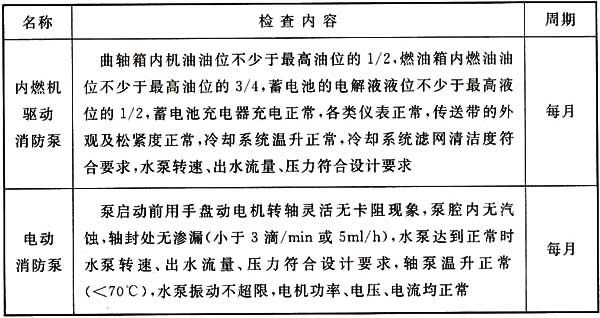 名称 检查内容 周期
内燃机
驱动
消防泵
曲轴箱内机油油位不少于最高油位的1/2,燃油箱内燃油油
位不少于最高油位的3/4,蓄电池的电解液液位不少于最高液
位的1/2,蓄电池充电器充电正常,各类仪表正常,传送带的外
观及松紧度正常,冷却系统温升正常,冷却系统滤网清洁度符
合要求,水泵转速、出水流量、压力符合设计要求
每月
电动
消防泵
泵启动前用手盘动电机转轴灵活无卡阻现象,泵腔内无汽
蚀,轴封处无渗漏(小于3滴/min或5ml/h),水泵达到正常时
水泵转速、出水流量、压力符合设计要求,轴泵温升正常
(<70℃),水泵振动不超限,电机功率、电压、电流均正常
每月